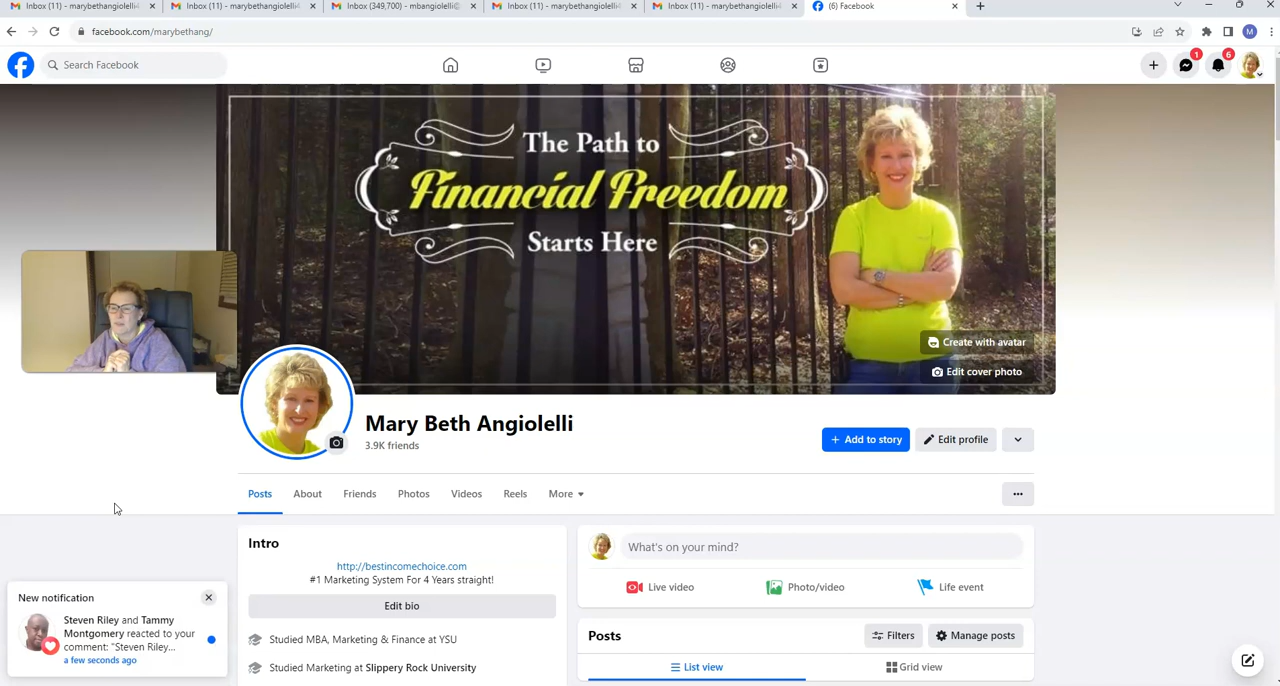 Inbox (11) - marybethangiolelli
Inbox (11) - marybethangiolelli
Inbox (349,700) - mbangiolelli@
Inbox (11) - marybethangiolelli
Inbox (11) - marybethangiolelli
(6) Facebook
facebook.com/marybethang/
M
Search Facebook
1
6
The Path to
Financial Freedom
Starts Here
Create with avatar
Edit cover photo
Mary Beth Angiolelli
3.9K friends
+ Add to story
Edit profile
Posts
About
Friends
Photos
Videos
Reels
More
Intro
http://bestincomechoice.com
#1 Marketing System For 4 Years straight!
Edit bio
Studied MBA, Marketing & Finance at YSU
Studied Marketing at Slippery Rock University
What's on your mind?
Live video
Photo/video
Life event
Posts
Filters
Manage posts
List view
Grid view
New notification
Steven Riley and Tammy
Montgomery reacted to your
comment: "Steven Riley...
a few seconds ago